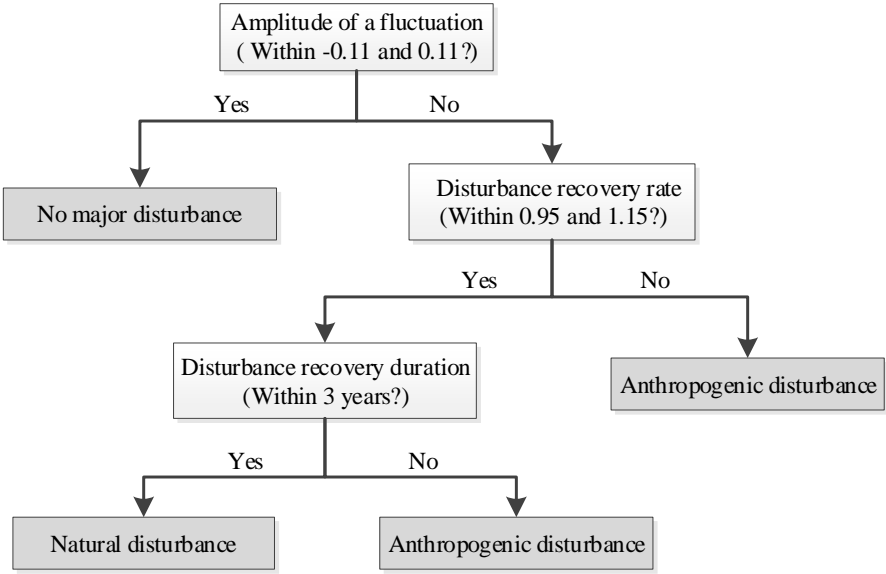 Amplitude of a fluctuation
( Within -0.11 and 0.11?)
Yes
No
No major disturbance
Disturbance recovery rate
(Within 0.95 and 1.15?)
Yes
No
Disturbance recovery duration
(Within 3 years?)
Anthropogenic disturbance
Yes
No
Natural disturbance
Anthropogenic disturbance